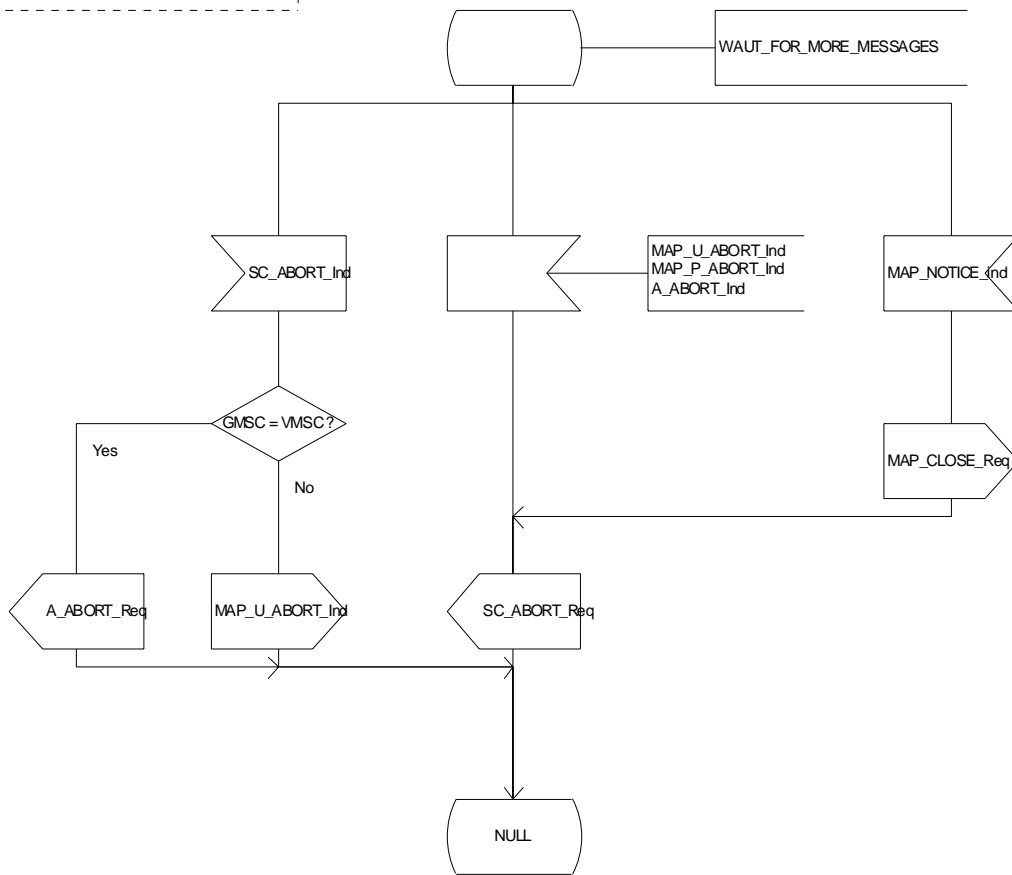 WAUT_FOR_MORE_MESSAGES
SC_ABORT_Ind
MAP_U_ABORT_Ind
MAP_P_ABORT_Ind
A_ABORT_Ind
MAP_NOTICE_ind
GMSC = VMSC?
Yes
No
MAP_CLOSE_Req
A_ABORT_Req
MAP_U_ABORT_Ind
SC_ABORT_Req
NULL